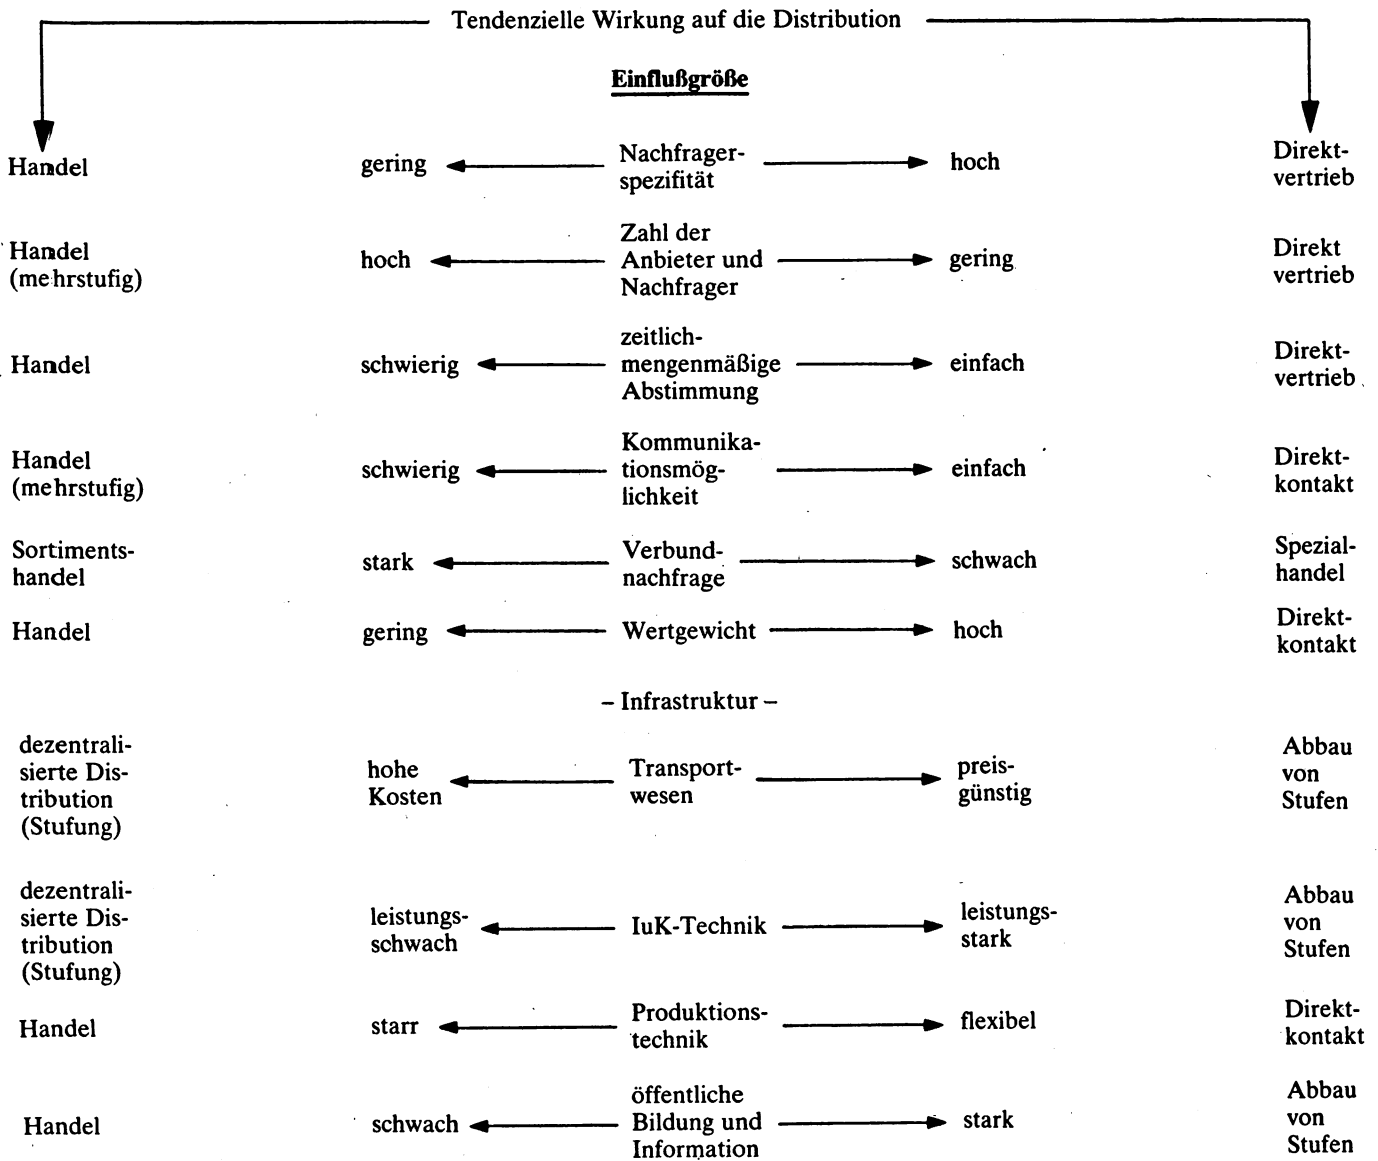 Tendenzielle Wirkung auf die Distribution
Einflußgröße
Handel
gering
Nachfrager-
spezifität
hoch
Direkt-
vertrieb
Handel
(mehrstufig)
hoch
Zahl der
Anbieter und
Nachfrager
gering
Direkt
vertrieb
Handel
schwierig
zeitlich-
mengenmäßige
Abstimmung
einfach
Direkt-
vertrieb
Handel
(mehrstufig)
schwierig
Kommunika-
tionsmög-
lichkeit
einfach
Direkt-
kontakt
Sortiments-
handel
stark
Verbund-
nachfrage
schwach
Spezial-
handel
Handel
gering
Wertgewicht
hoch
Direkt-
kontakt
– Infrastruktur –
dezentrali-
sierte Dis-
tribution
(Stufung)
hohe
Kosten
Transport-
wesen
preis-
günstig
Abbau
von
Stufen
dezentrali-
sierte Dis-
tribution
(Stufung)
leistungs-
schwach
IuK-Technik
leistungs-
stark
Abbau
von
Stufen
Handel
starr
Produktions-
technik
flexibel
Direkt-
kontakt
Handel
schwach
öffentliche
Bildung und
Information
stark
Abbau
von
Stufen